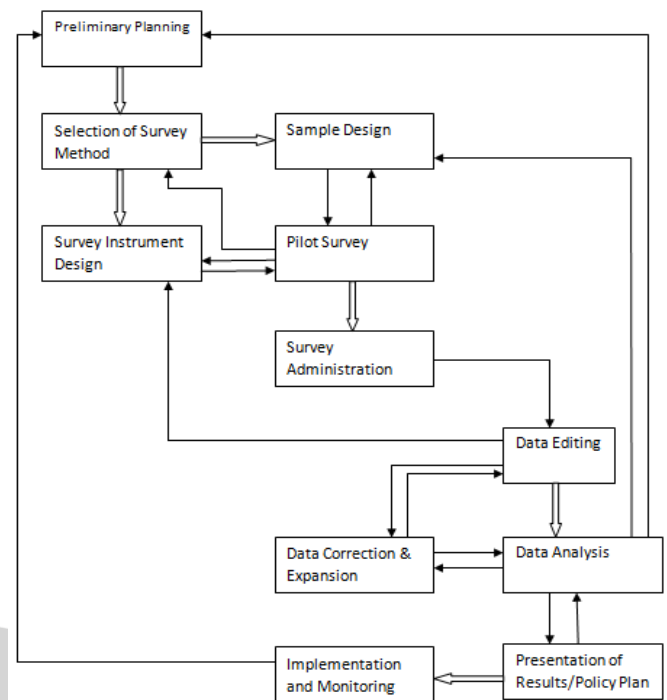 Preliminary Planning
Selection of Survey
Method
Sample Design
Survey Instrument
Design
Pilot Survey
Survey
Administration
Data Editing
Data Correction &
Expansion
Data Analysis
Implementation
and Monitoring
Presentation of
Results/Policy Plan